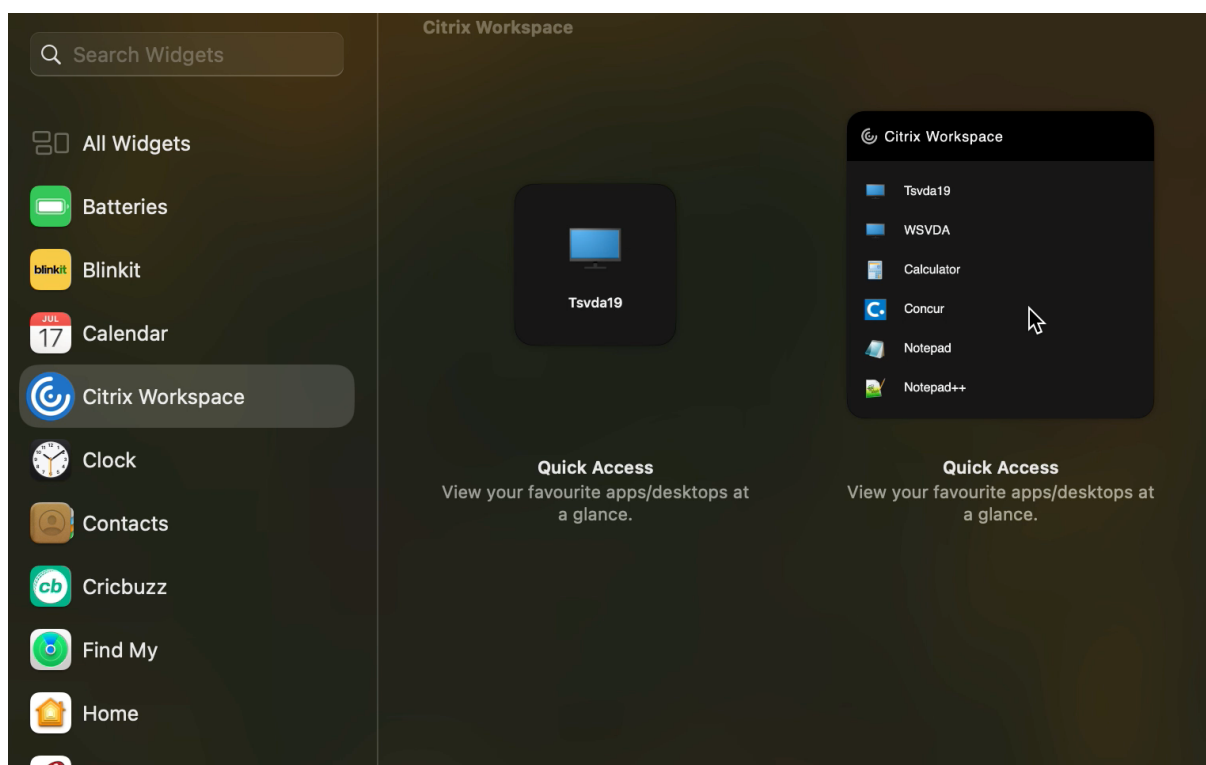 Search Widgets
All Widgets
Batteries
blinkit
Blinkit
JUL
17
Calendar
Citrix Workspace
Clock
Contacts
cb
Cricbuzz
Find My
Home
Citrix Workspace
Tsvda19
Quick Access
View your favourite apps/desktops at
a glance.
Citrix Workspace
Tsvda19
WSVDA
Calculator
C.
Concur
Notepad
Notepad++
Quick Access
View your favourite apps/desktops at
a glance.